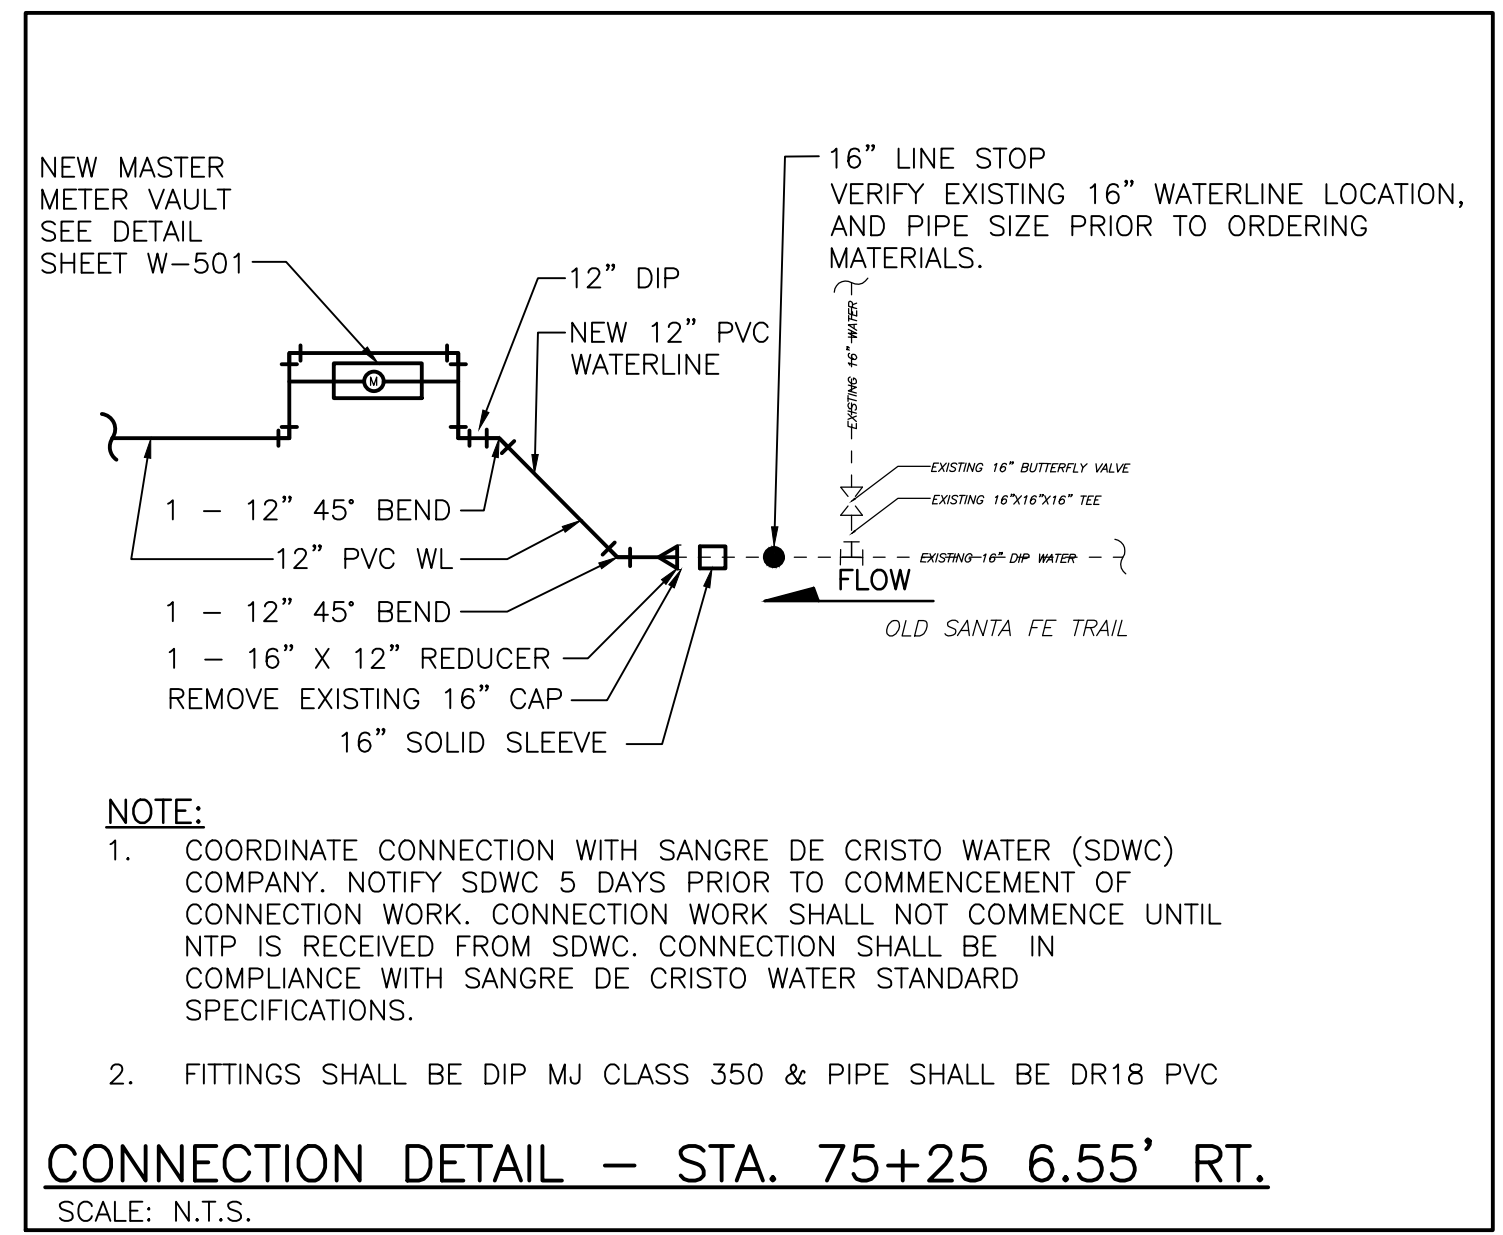 NEW MASTER
METER VAULT
SEE DETAIL
SHEET W-501
16" LINE STOP
VERIFY EXISTING 16" WATERLINE LOCATION,
AND PIPE SIZE PRIOR TO ORDERING
MATERIALS.
12" DIP
NEW 12" PVC
WATERLINE
EXISTING 16" WATER
M
EXISTING 16" BUTTERFLY VALVE
EXISTING 16"X16"X16" TEE
1 - 12" 45° BEND
12" PVC WL
EXISTING 16" DIP WATER
FLOW
OLD SANTA FE TRAIL
1 - 12" 45° BEND
1 - 16" X 12" REDUCER
REMOVE EXISTING 16" CAP
16" SOLID SLEEVE
NOTE:
1. COORDINATE CONNECTION WITH SANGRE DE CRISTO WATER (SDWC)
COMPANY. NOTIFY SDWC 5 DAYS PRIOR TO COMMENCEMENT OF
CONNECTION WORK. CONNECTION WORK SHALL NOT COMMENCE UNTIL
NTP IS RECEIVED FROM SDWC. CONNECTION SHALL BE IN
COMPLIANCE WITH SANGRE DE CRISTO WATER STANDARD
SPECIFICATIONS.
2. FITTINGS SHALL BE DIP MJ CLASS 350 & PIPE SHALL BE DR18 PVC
CONNECTION DETAIL - STA. 75+25 6.55' RT.
SCALE: N.T.S.